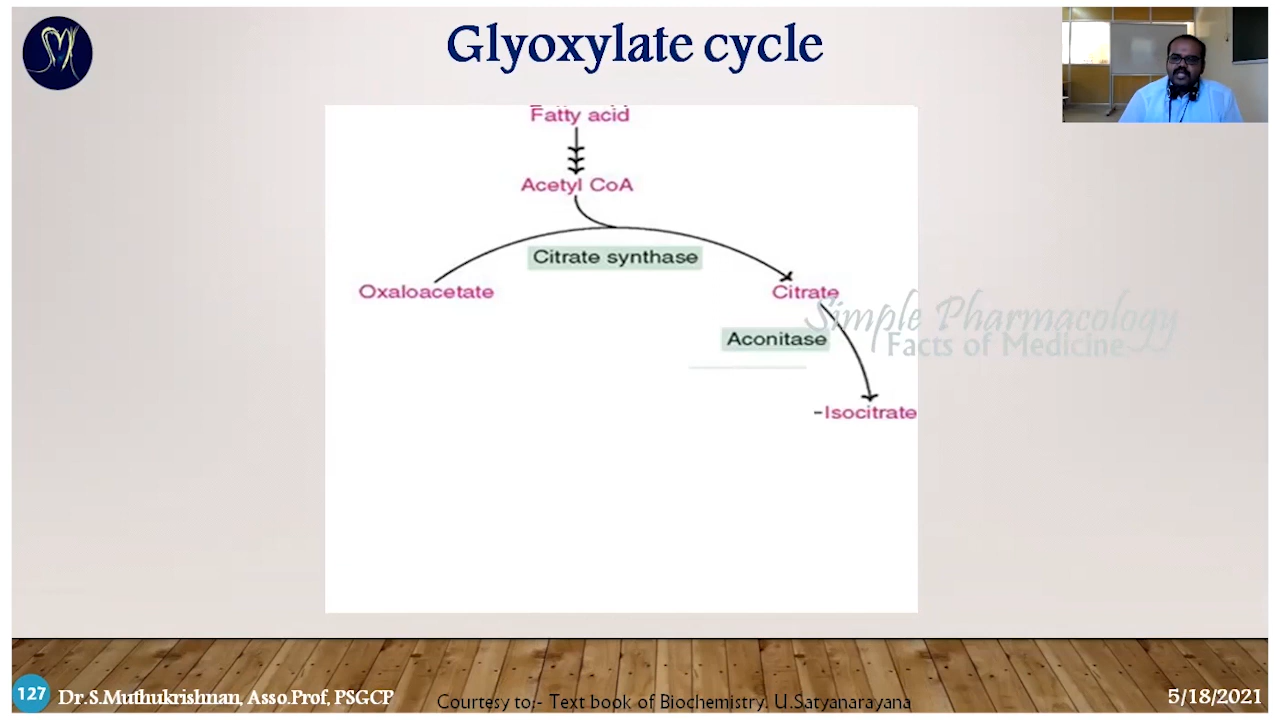 Glyoxylate cycle
Fatty acid
Acetyl CoA
Citrate synthase
Oxaloacetate
Citrate
Simple Pharmacology
Facts of Medicine
Aconitase
-Isocitrate
127 Dr.S.Muthukrishnan, Asso.Prof, PSGCP
Courtesy to:- Text book of Biochemistry. U.Satyanarayana
5/18/2021